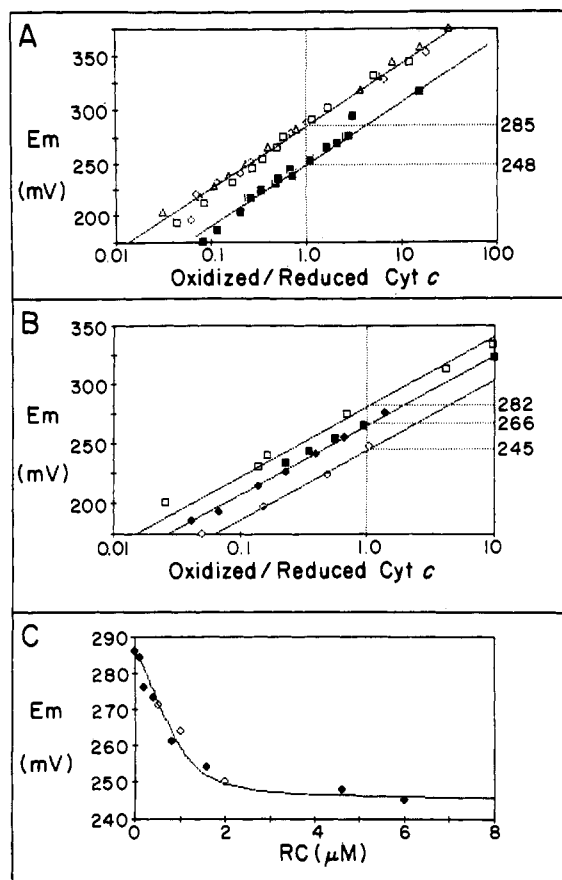 A
350
300
Em
250
(mV)
200
285
248
0.01 0.1 1.0 10 100
Oxidized/Reduced Cyt c
B
350
300
Em
250
(mV)
200
282
266
245
0.01 0.1 1.0 10
Oxidized/Reduced Cyt c
C
290
280
Em
270
(mV)
260
250
240
0 2 4 6 8
RC (μM)